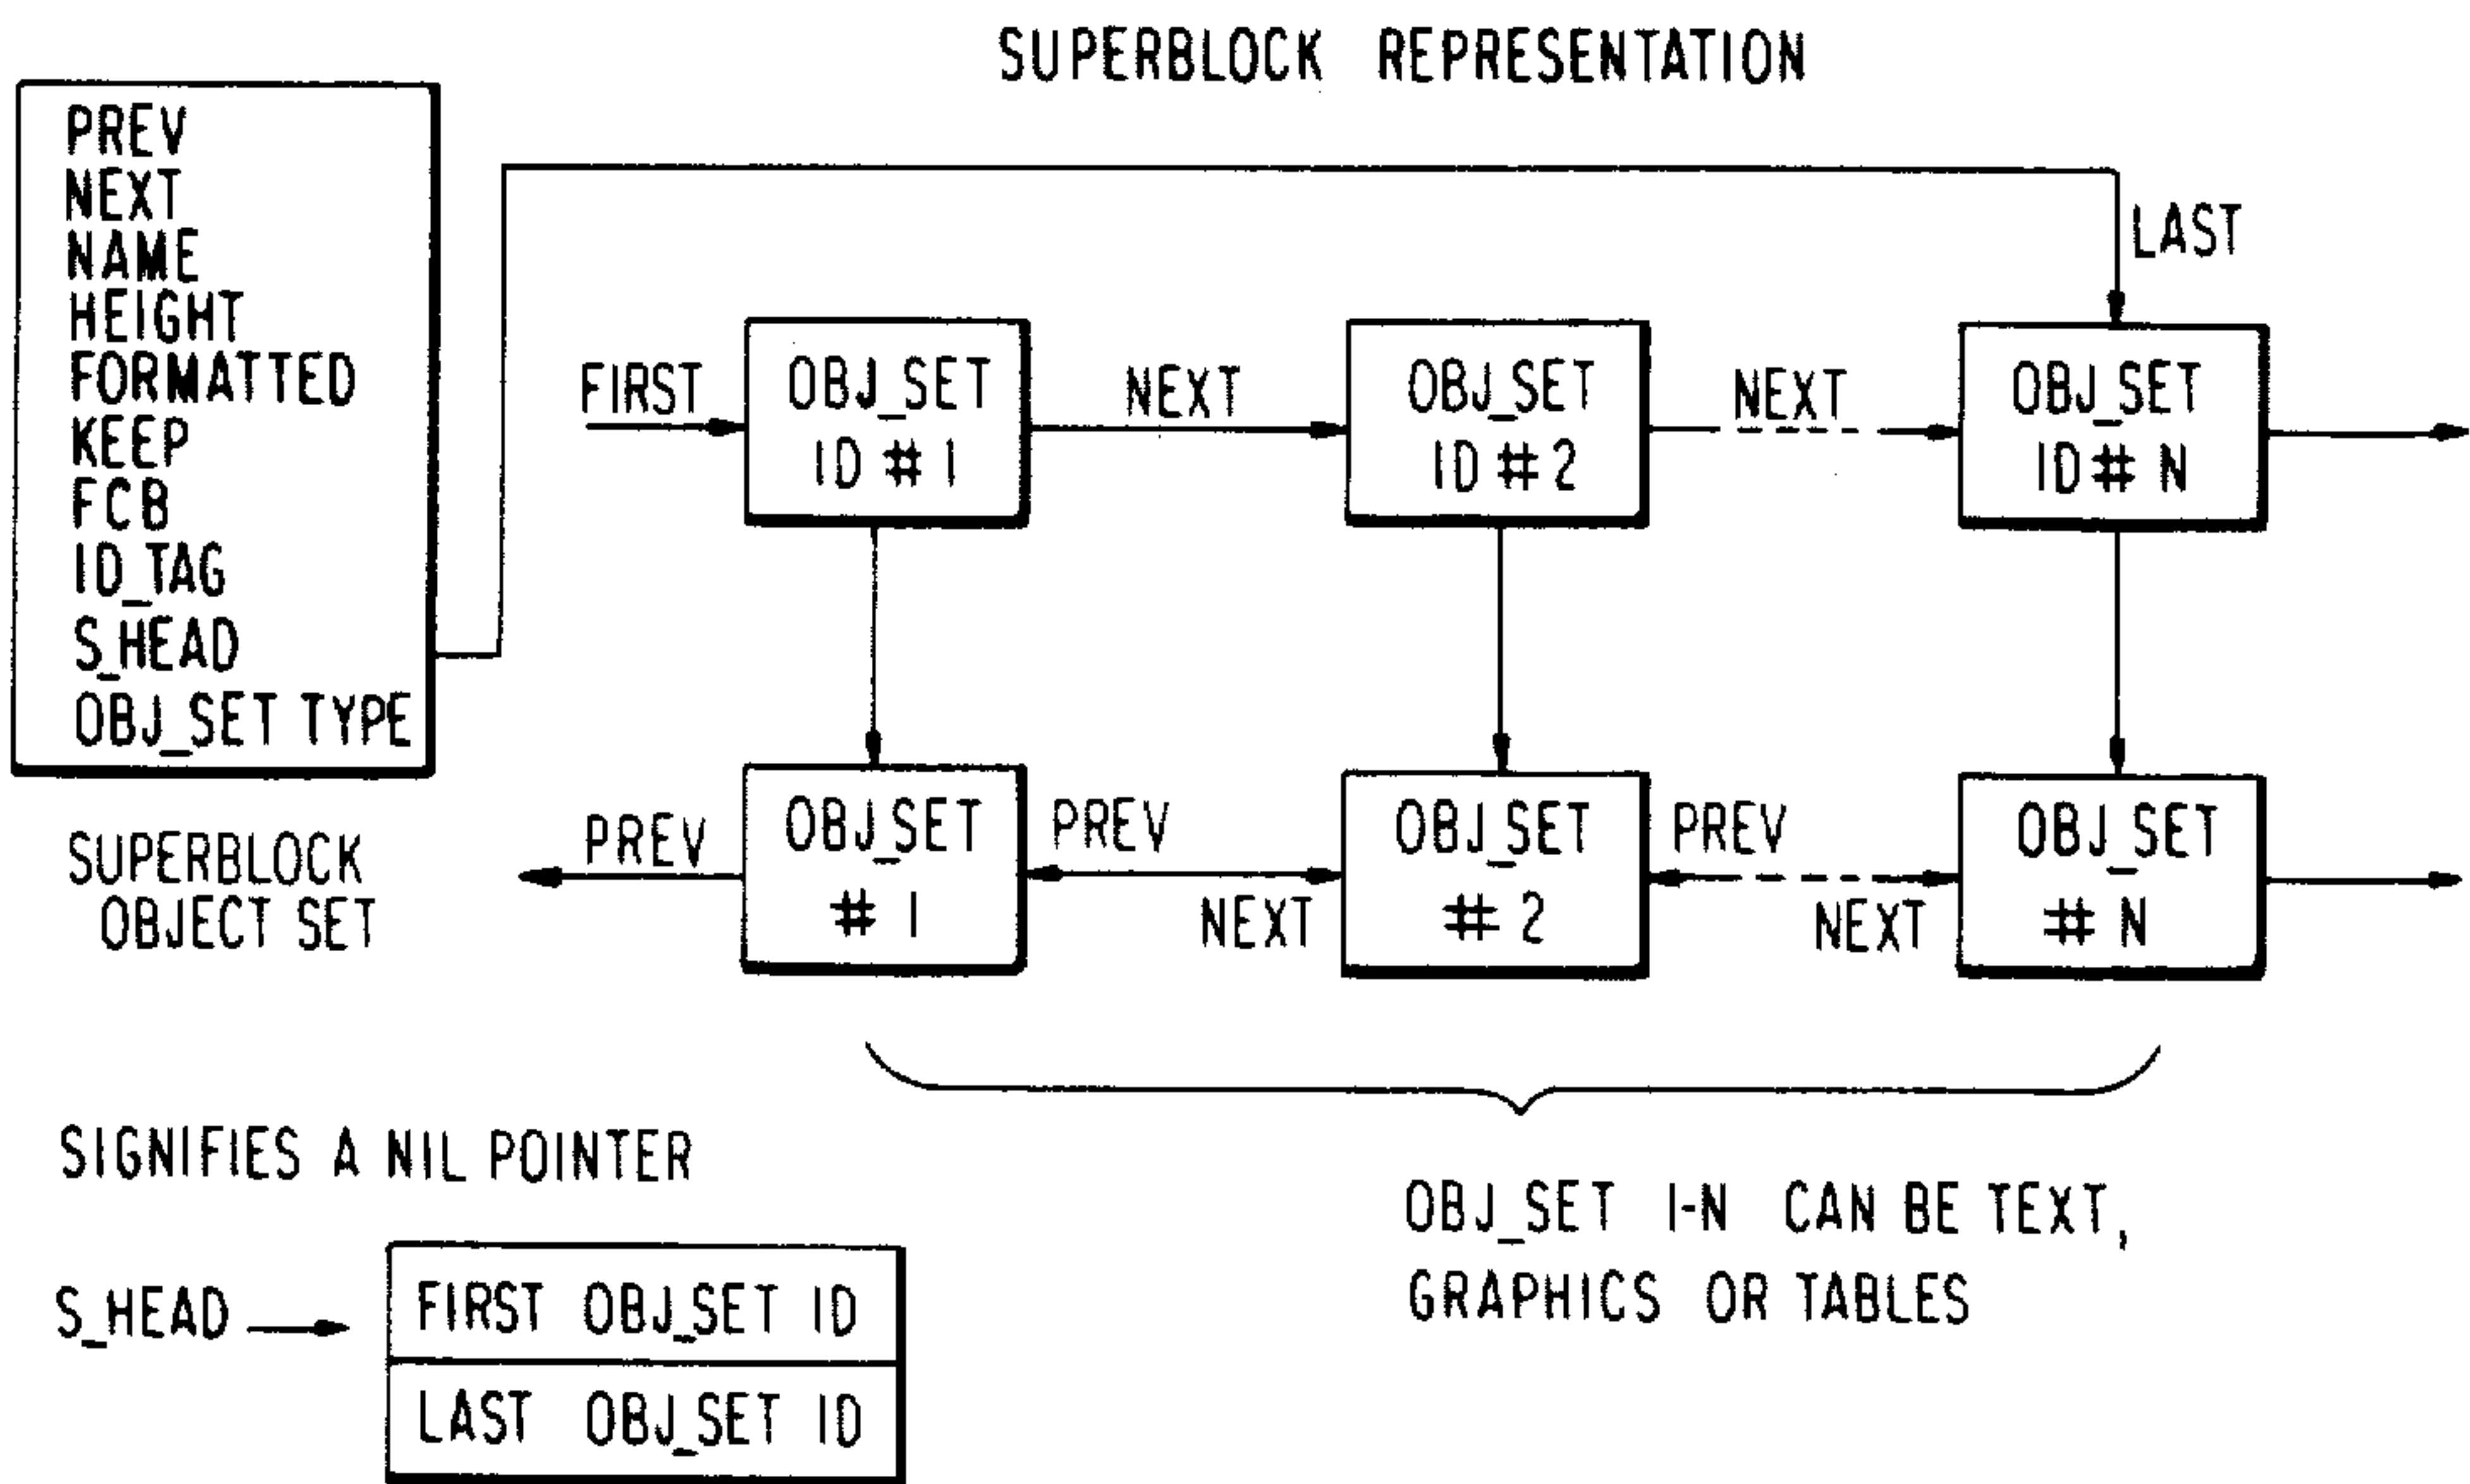 SUPERBLOCK REPRESENTATION
PREV
NEXT
NAME
HEIGHT
FORMATTED
KEEP
FCB
ID_TAG
S_HEAD
OBJ_SET TYPE
SUPERBLOCK
OBJECT SET
LAST
FIRST
OBJ_SET
ID # 1
NEXT
OBJ_SET
ID # 2
NEXT
OBJ_SET
ID # N
PREV
OBJ_SET
# 1
PREV
NEXT
OBJ_SET
# 2
PREV
NEXT
OBJ_SET
# N
SIGNIFIES A NIL POINTER
S_HEAD
FIRST OBJ_SET ID
LAST OBJ_SET ID
OBJ_SET 1-N CAN BE TEXT,
GRAPHICS OR TABLES